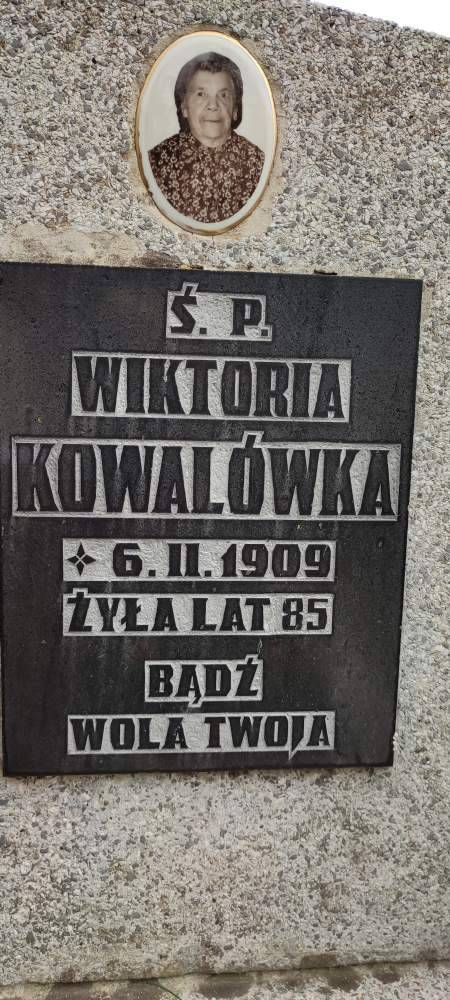 Ś. P.
WIKTORIA
KOWALÓWKA
✦ 6. II. 1909
ŻYŁA LAT 85
BĄDŹ
WOLA TWOJA